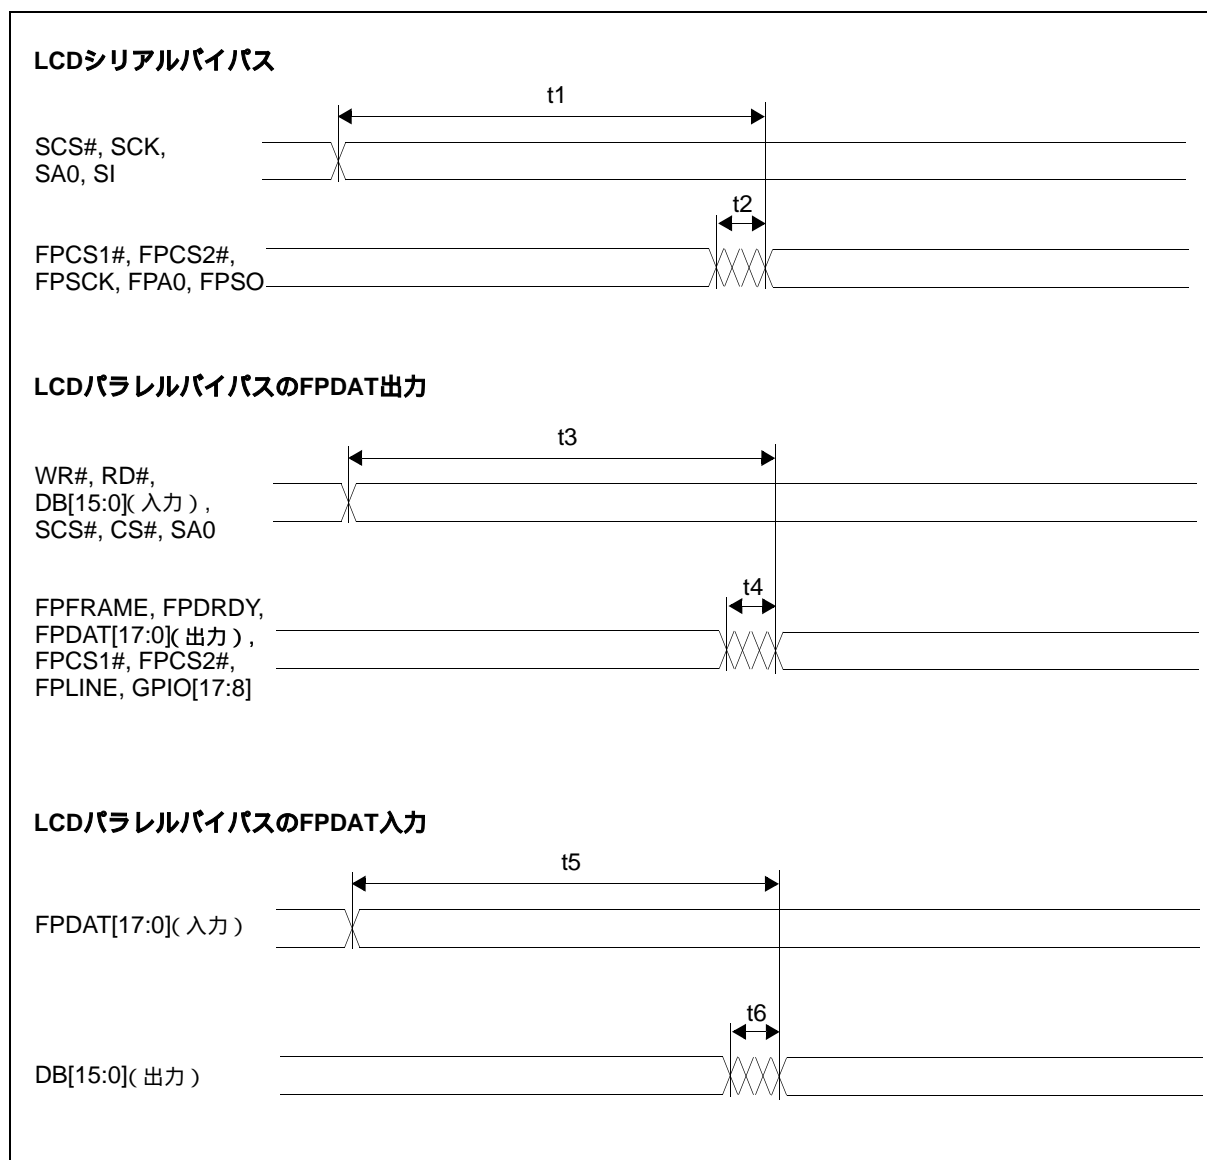 LCDシリアルバイパス
t1
SCS#, SCK,
SA0, SI
t2
FPCS1#, FPCS2#,
FPSCK, FPA0, FPSO
LCDパラレルバイパスのFPDAT出力
t3
WR#, RD#,
DB[15:0](入力),
SCS#, CS#, SA0
t4
FPFRAME, FPDRDY,
FPDAT[17:0](出力),
FPCS1#, FPCS2#,
FPLINE, GPIO[17:8]
LCDパラレルバイパスのFPDAT入力
t5
FPDAT[17:0](入力)
t6
DB[15:0](出力)